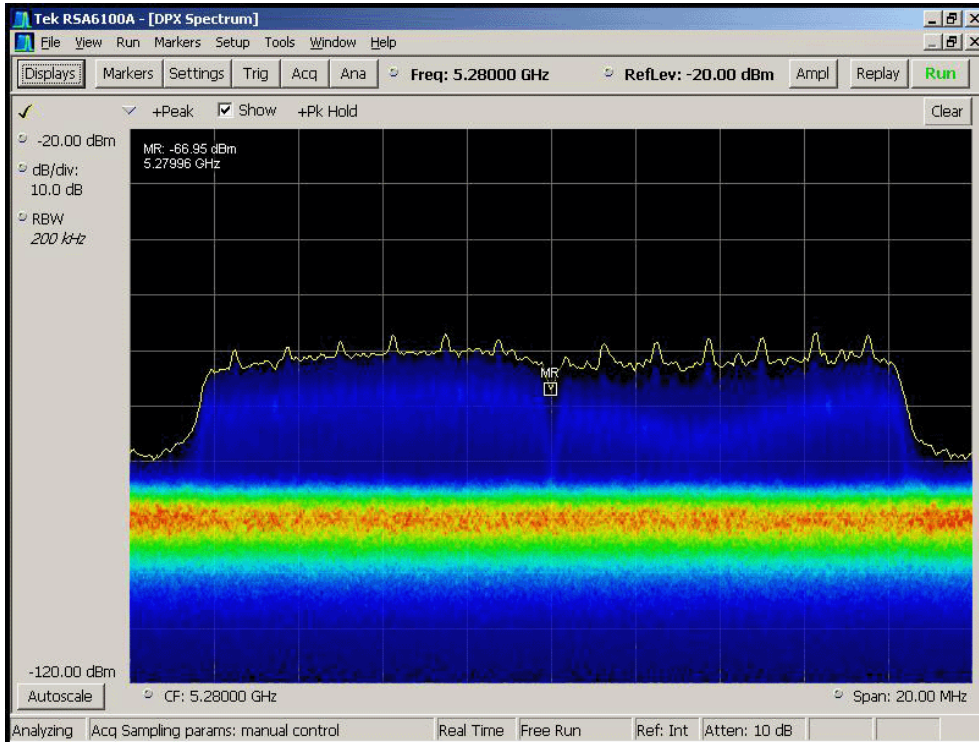 Tek RSA6100A - [DPX Spectrum]
File View Run Markers Setup Tools Window Help
Displays Markers Settings Trig Acq Ana Freq: 5.28000 GHz RefLev: -20.00 dBm Ampl Replay Run
+Peak Show +Pk Hold Clear
-20.00 dBm
dB/div:
10.0 dB
RBW
200 kHz
MR: -66.95 dBm
5.27996 GHz
MR
-120.00 dBm
Autoscale CF: 5.28000 GHz Span: 20.00 MHz
Analyzing Acq Sampling params: manual control Real Time Free Run Ref: Int Atten: 10 dB